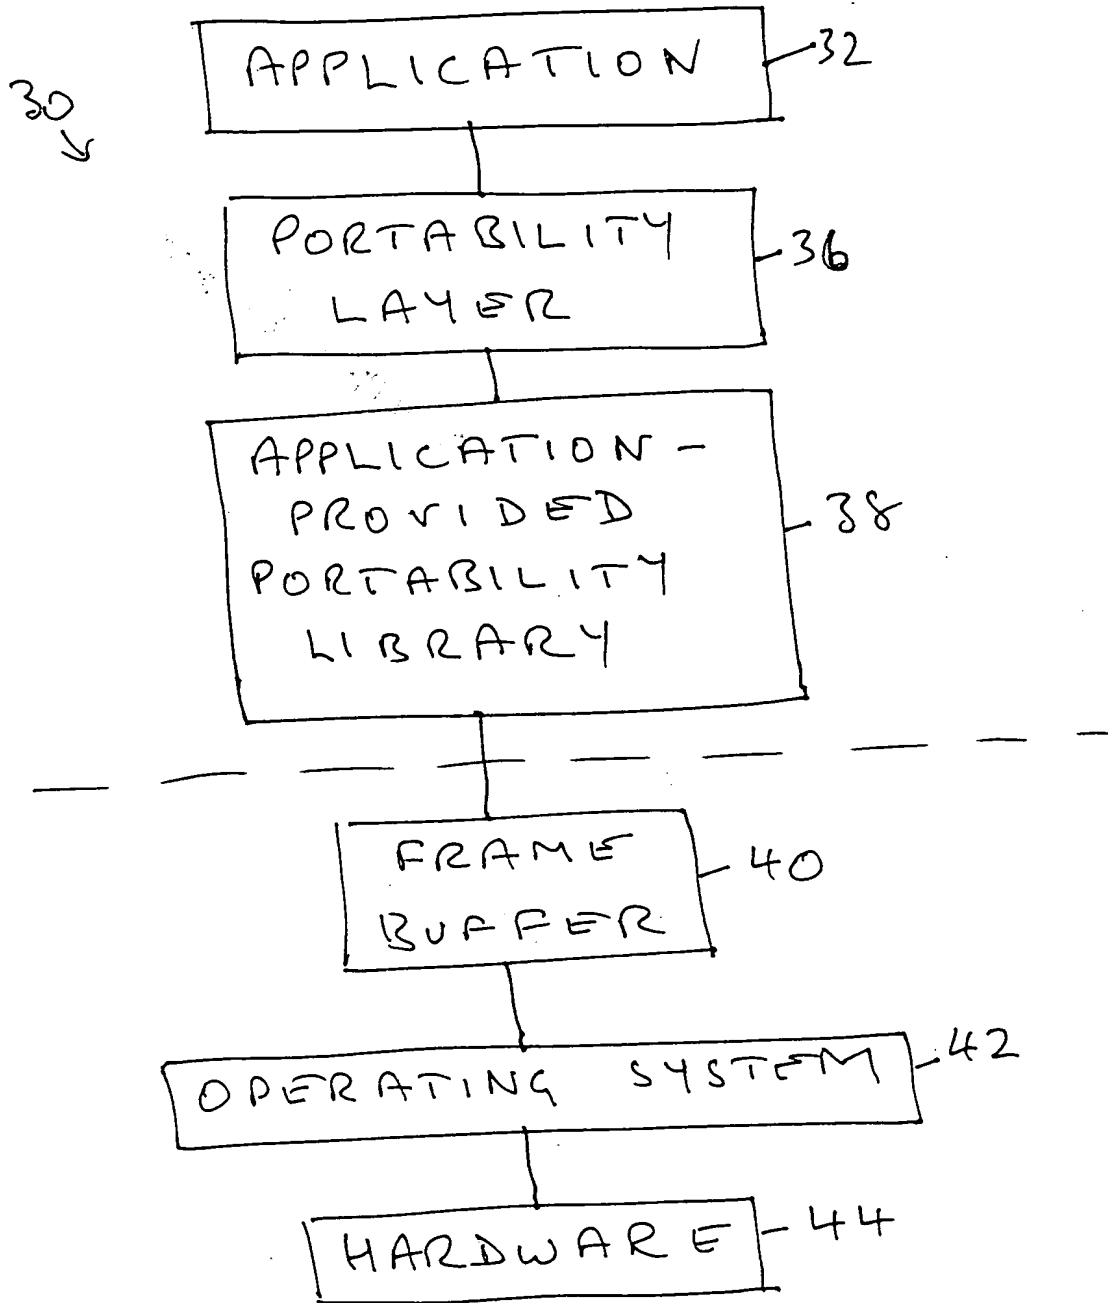 APPLICATION
32
30
PORTABILITY
LAYER
36
APPLICATION -
PROVIDED
PORTABILITY
LIBRARY
38
FRAME
BUFFER
40
OPERATING SYSTEM
42
HARDWARE
44